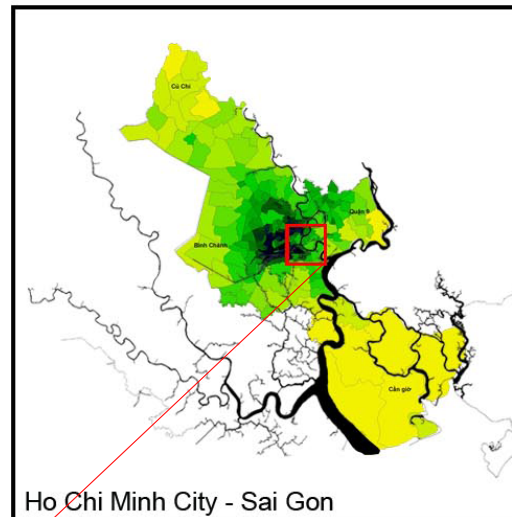 Củ Chi
Quận 9
Bình Chánh
Cần giờ
Ho Chi Minh City - Sai Gon